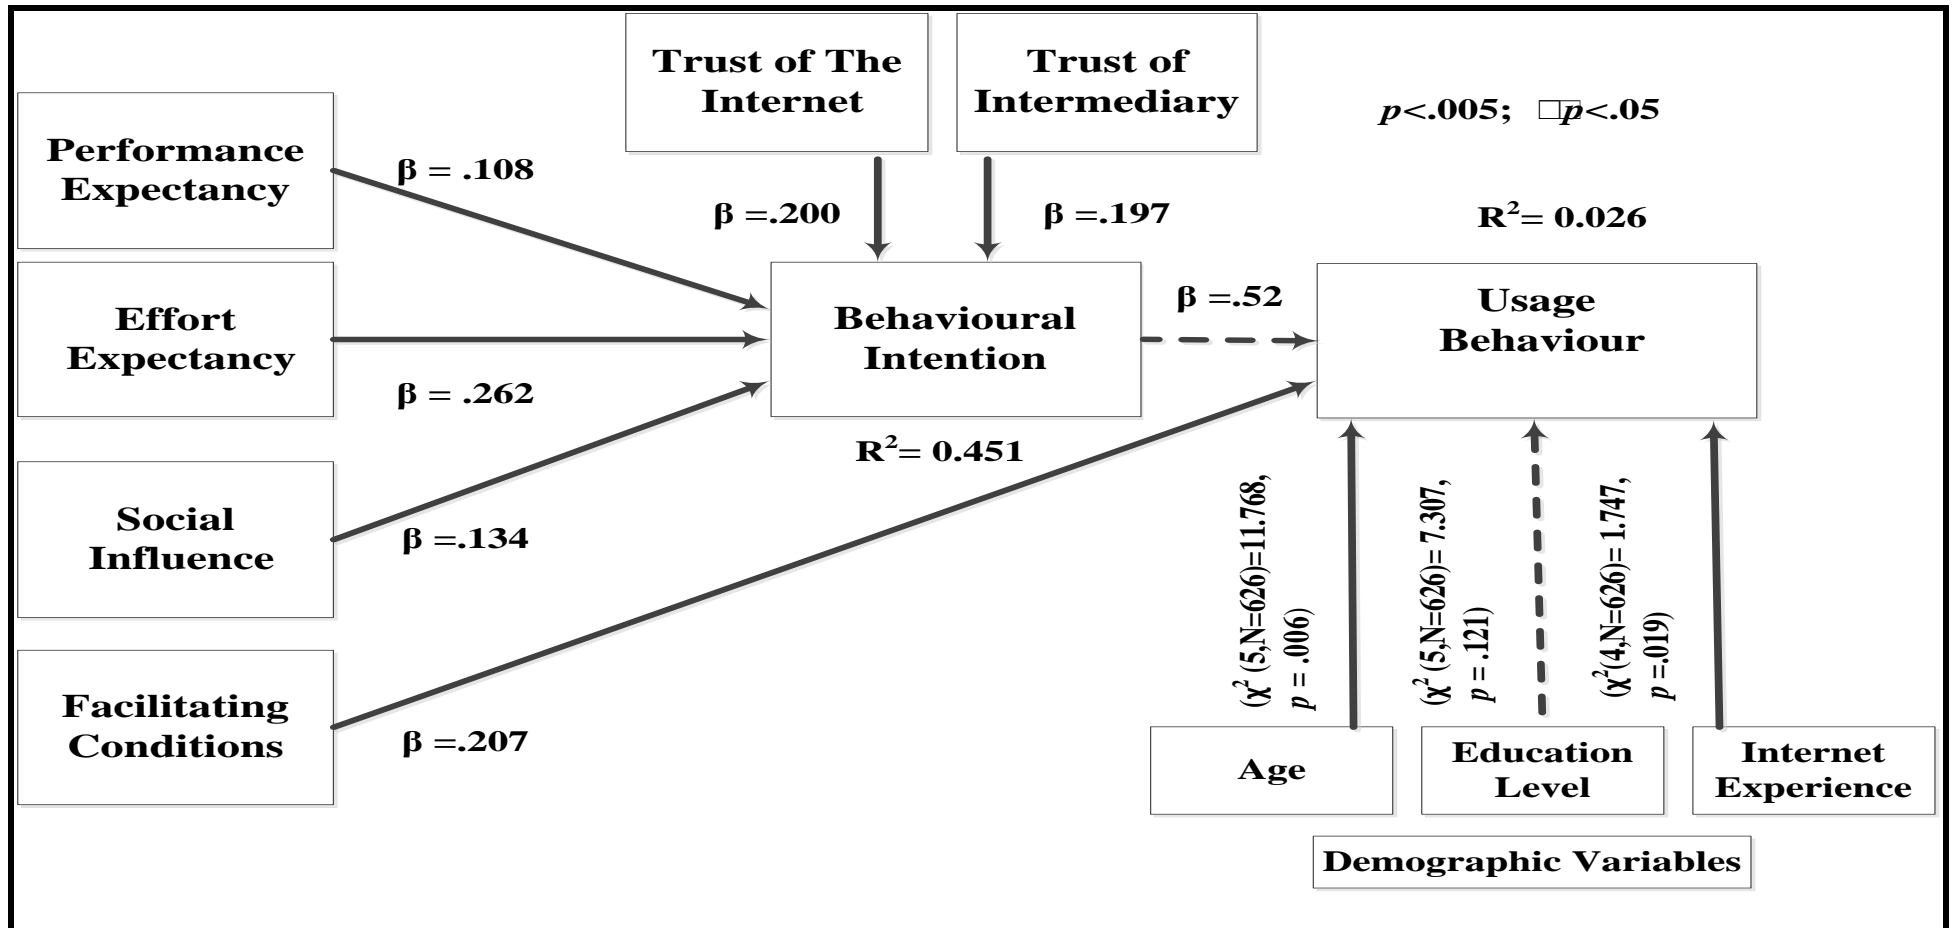 Trust of The
Internet
Trust of
Intermediary
p<.005; □□p<.05
Performance
Expectancy
β = .108
β =.200
β =.197
R²= 0.026
Effort
Expectancy
β = .262
Behavioural
Intention
R²= 0.451
β =.52
Usage
Behaviour
Social
Influence
β =.134
Facilitating
Conditions
β =.207
(χ² (5,N=626)=11.768,
p = .006)
(χ² (5,N=626)= 7.307,
p = .121)
(χ²(4,N=626)= 1.747,
p =.019)
Age
Education
Level
Internet
Experience
Demographic Variables